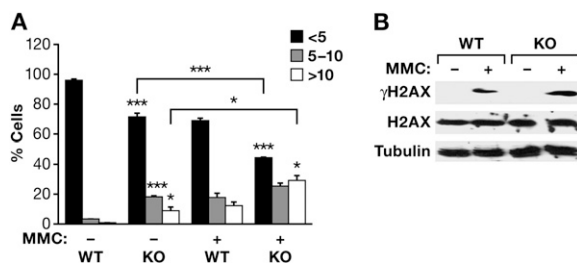 A
120
100
80
60
40
20
0
% Cells
<5
5–10
>10
***
*
***
***
*
***
*
MMC: – – + +
WT KO WT KO
B
WT KO
MMC: – + – +
γH2AX
H2AX
Tubulin